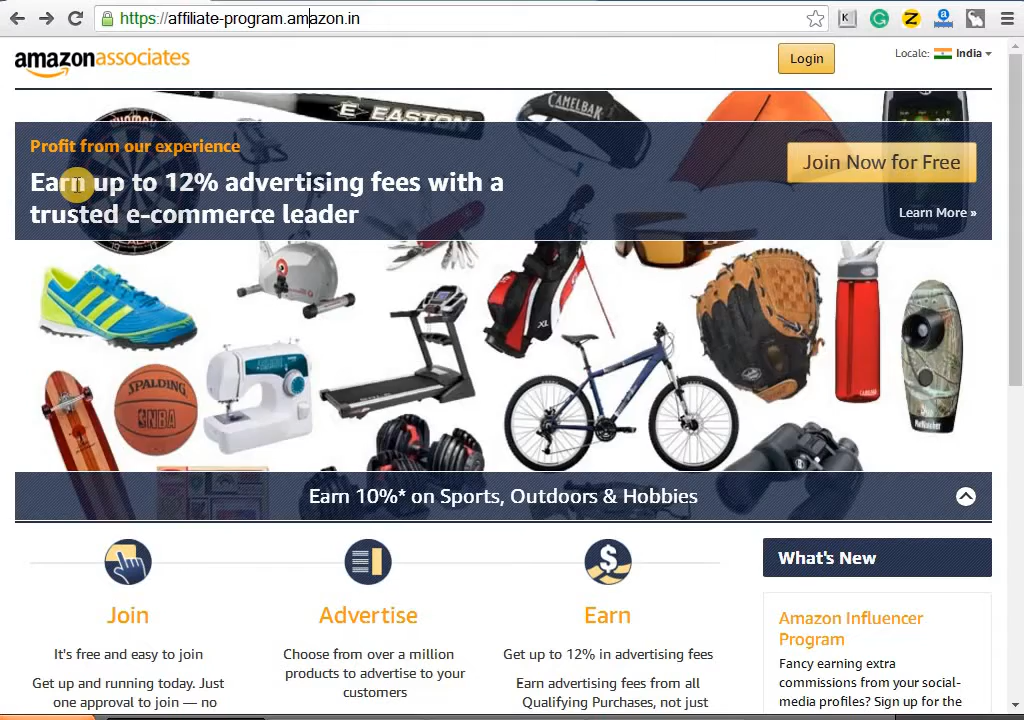 https://affiliate-program.amazon.in
amazonassociates
Login
Locale: India
EASTON
CAMELBAK
Profit from our experience
Earn up to 12% advertising fees with a
trusted e-commerce leader
Join Now for Free
Learn More »
XL
SPALDING
NBA
Earn 10%* on Sports, Outdoors & Hobbies
Join
It's free and easy to join
Get up and running today. Just
one approval to join — no
Advertise
Choose from over a million
products to advertise to your
customers
Earn
Get up to 12% in advertising fees
Earn advertising fees from all
Qualifying Purchases, not just
What's New
Amazon Influencer
Program
Fancy earning extra
commissions from your social-
media profiles? Sign up for the